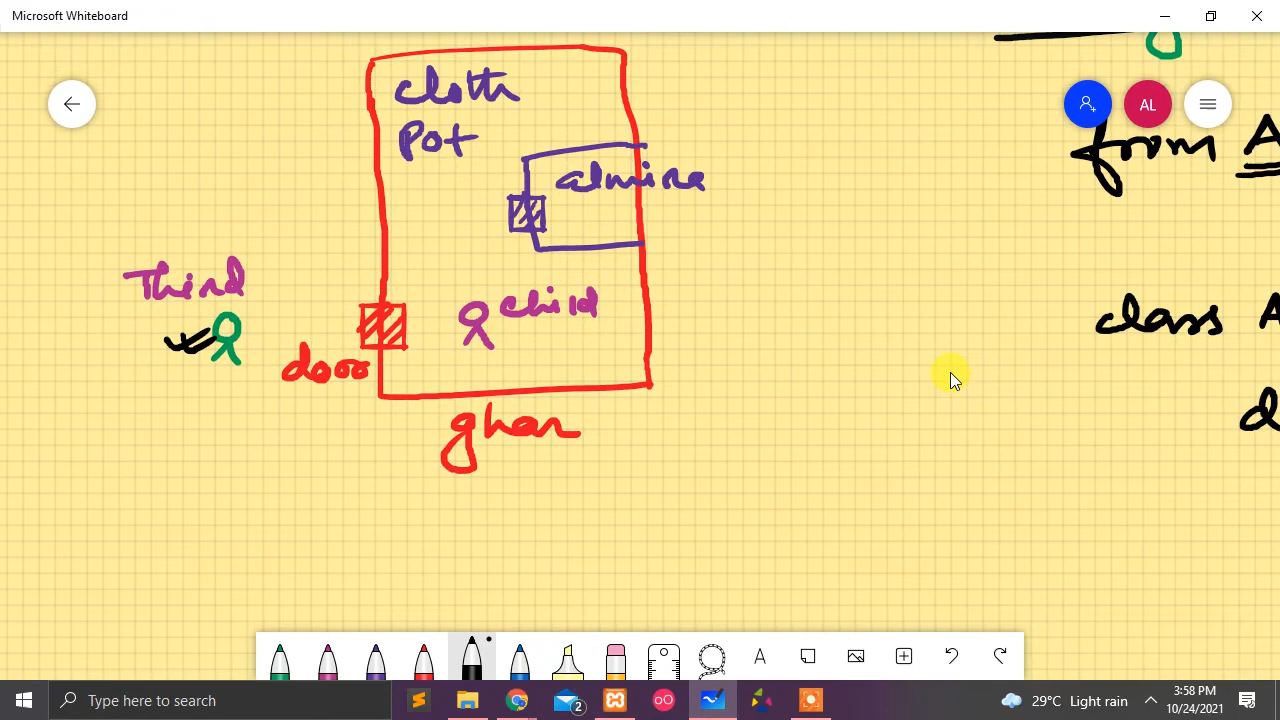 Microsoft Whiteboard
cloth
pot
almira
Third
child
door
ghar
from A
class A
d
AL
A
2
Type here to search
29°C Light rain
3:58 PM
10/24/2021